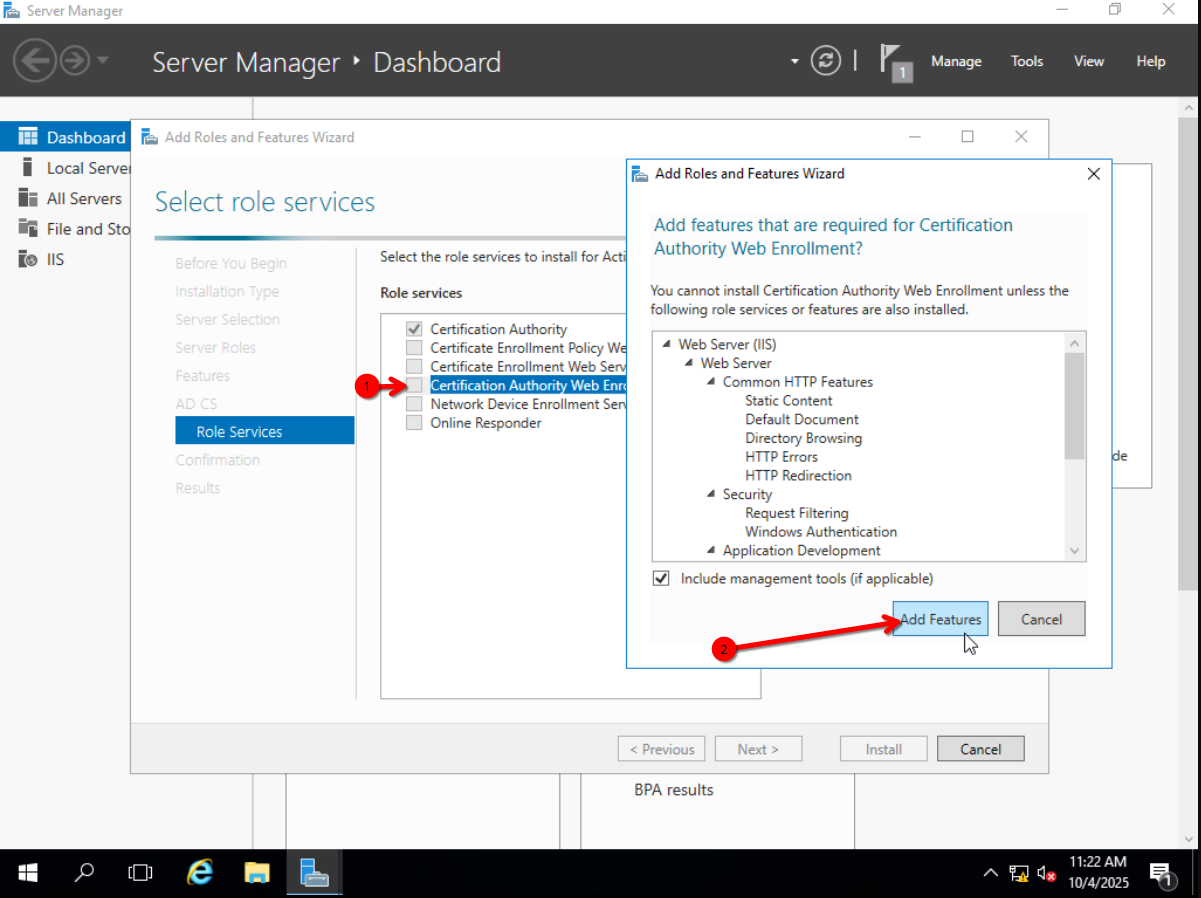 Server Manager
Server Manager ‣ Dashboard
1
Manage
Tools
View
Help
Dashboard
Local Server
All Servers
File and Sto
IIS
Add Roles and Features Wizard
Select role services
Before You Begin
Installation Type
Server Selection
Server Roles
Features
AD CS
Role Services
Confirmation
Results
Select the role services to install for Acti
Role services
Certification Authority
Certificate Enrollment Policy We
Certificate Enrollment Web Serv
1
Certification Authority Web Enro
Network Device Enrollment Serv
Online Responder
Add Roles and Features Wizard
Add features that are required for Certification
Authority Web Enrollment?
You cannot install Certification Authority Web Enrollment unless the
following role services or features are also installed.
Web Server (IIS)
Web Server
Common HTTP Features
Static Content
Default Document
Directory Browsing
HTTP Errors
HTTP Redirection
Security
Request Filtering
Windows Authentication
Application Development
Include management tools (if applicable)
2
Add Features
Cancel
de
< Previous
Next >
Install
Cancel
BPA results
11:22 AM
10/4/2025
1